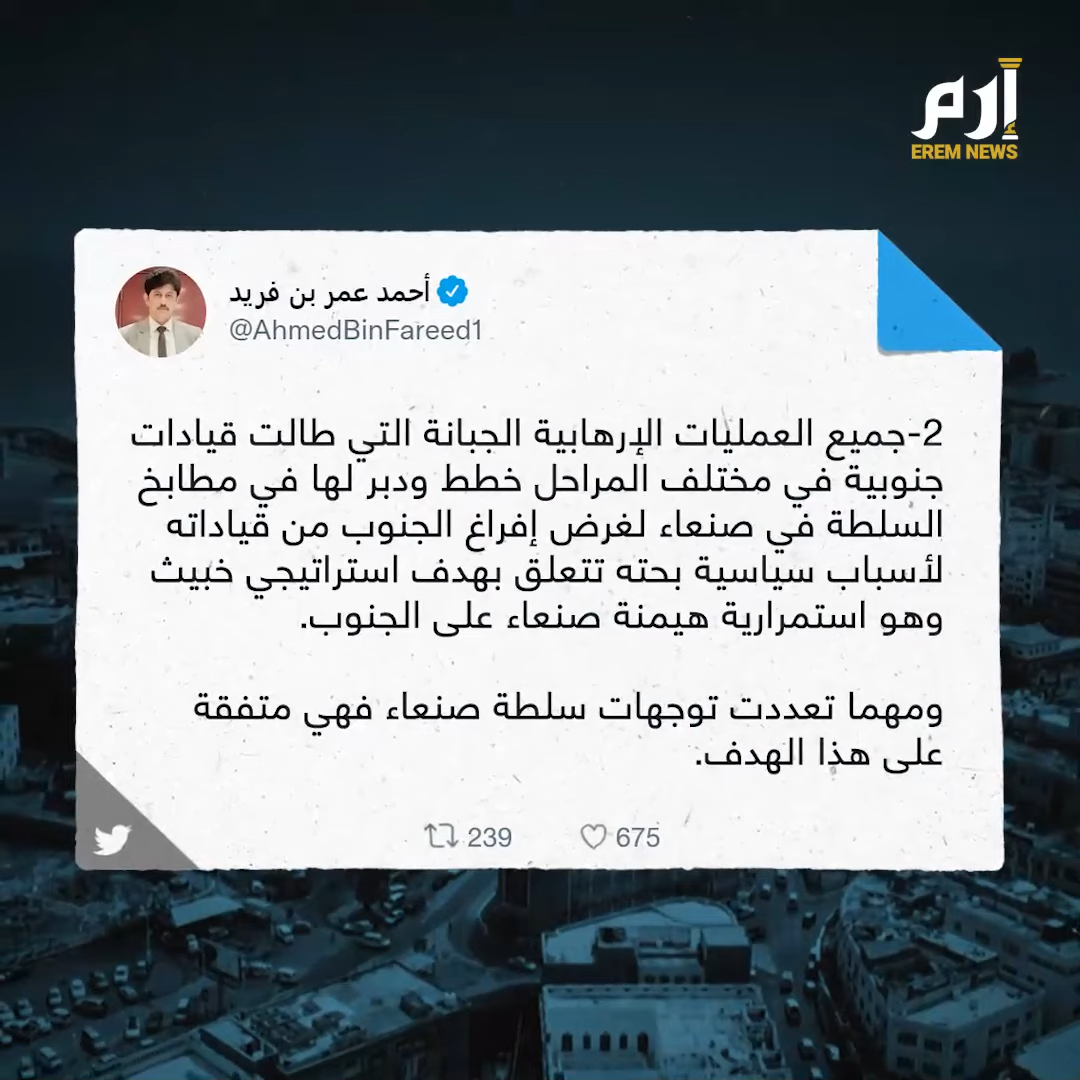 إرم
EREM NEWS
أحمد عمر بن فريد
@AhmedBinFareed1
2-جميع العمليات الإرهابية الجبانة التي طالت قيادات
جنوبية في مختلف المراحل خطط ودبر لها في مطابخ
السلطة في صنعاء لغرض إفراغ الجنوب من قياداته
لأسباب سياسية بحته تتعلق بهدف استراتيجي خبيث
وهو استمرارية هيمنة صنعاء على الجنوب.
ومهما تعددت توجهات سلطة صنعاء فهي متفقة
على هذا الهدف.
239 675